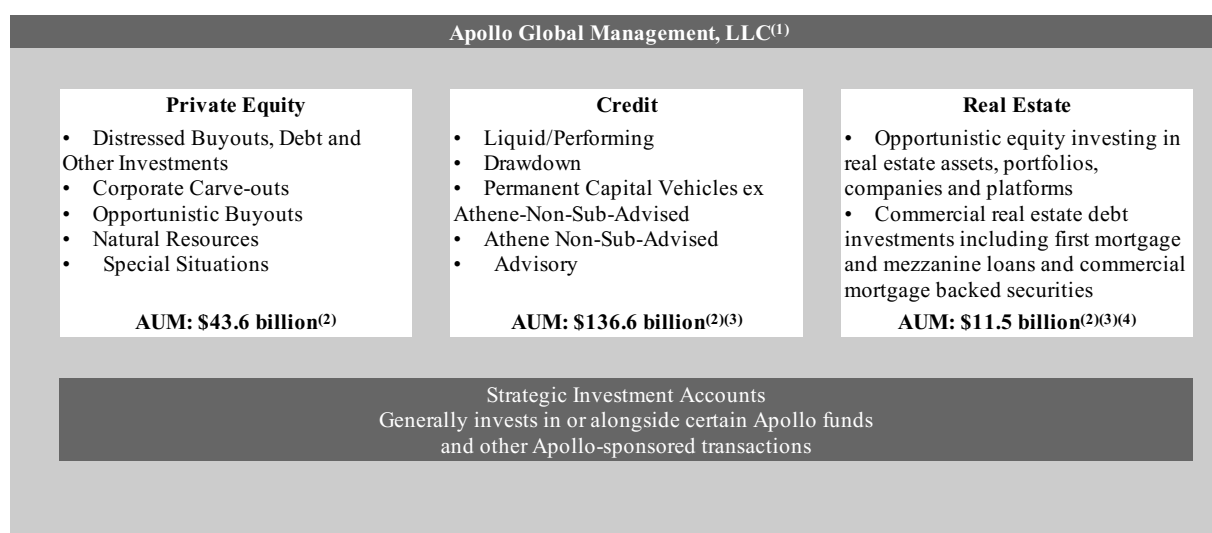 Apollo Global Management, LLC(1)
Private Equity
• Distressed Buyouts, Debt and
Other Investments
• Corporate Carve-outs
• Opportunistic Buyouts
• Natural Resources
• Special Situations
AUM: $43.6 billion(2)
Credit
• Liquid/Performing
• Drawdown
• Permanent Capital Vehicles ex
Athene-Non-Sub-Advised
• Athene Non-Sub-Advised
• Advisory
AUM: $136.6 billion(2)(3)
Real Estate
• Opportunistic equity investing in
real estate assets, portfolios,
companies and platforms
• Commercial real estate debt
investments including first mortgage
and mezzanine loans and commercial
mortgage backed securities
AUM: $11.5 billion(2)(3)(4)
Strategic Investment Accounts
Generally invests in or alongside certain Apollo funds
and other Apollo-sponsored transactions